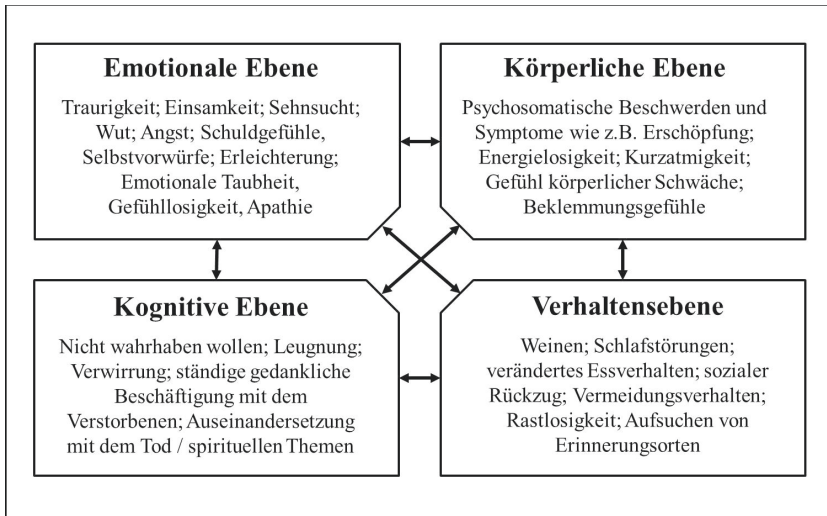 Emotionale Ebene
Traurigkeit; Einsamkeit; Sehnsucht;
Wut; Angst; Schuldgefühle,
Selbstvorwürfe; Erleichterung;
Emotionale Taubheit,
Gefühllosigkeit, Apathie
Körperliche Ebene
Psychosomatische Beschwerden und
Symptome wie z.B. Erschöpfung;
Energielosigkeit; Kurzatmigkeit;
Gefühl körperlicher Schwäche;
Beklemmungsgefühle
Kognitive Ebene
Nicht wahrhaben wollen; Leugnung;
Verwirrung; ständige gedankliche
Beschäftigung mit dem
Verstorbenen; Auseinandersetzung
mit dem Tod / spirituellen Themen
Verhaltensebene
Weinen; Schlafstörungen;
verändertes Essverhalten; sozialer
Rückzug; Vermeidungsverhalten;
Rastlosigkeit; Aufsuchen von
Erinnerungsorten